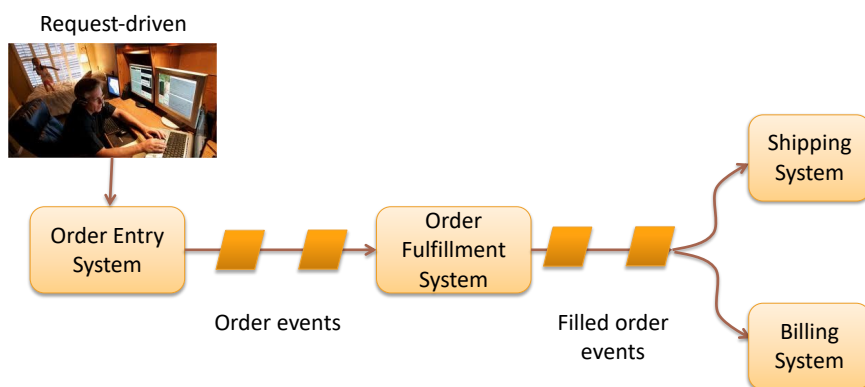 Request-driven
Shipping
System
Order Entry
System
Order
Fulfillment
System
Order events
Filled order
events
Billing
System